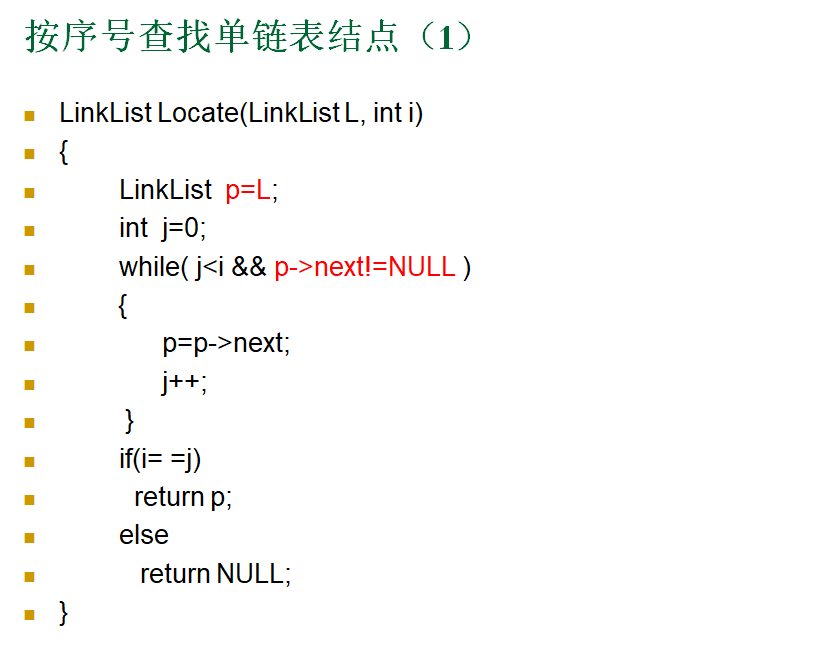 按序号查找单链表结点（1）
LinkList Locate(LinkList L, int i)
{
LinkList p=L;
int j=0;
while( j<i && p->next!=NULL )
{
p=p->next;
j++;
}
if(i= =j)
return p;
else
return NULL;
}